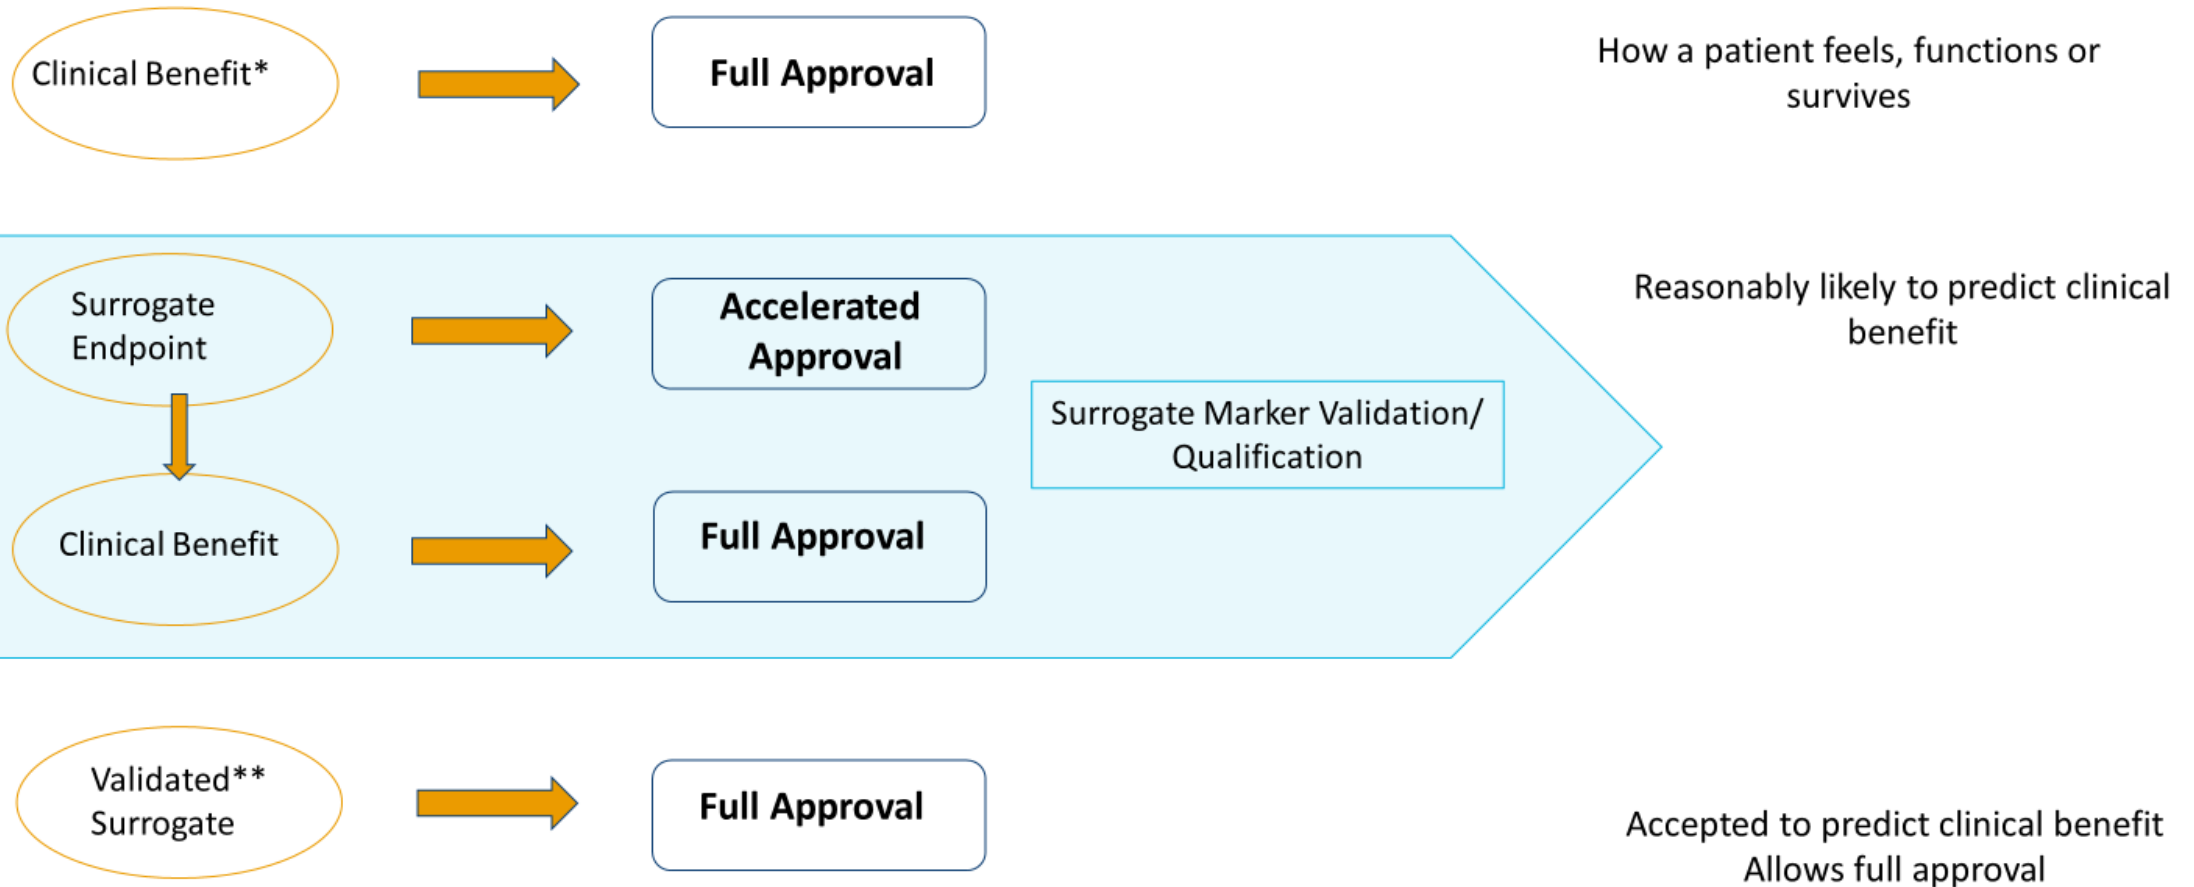 Clinical Benefit*
Full Approval
How a patient feels, functions or
survives
Surrogate
Endpoint
Accelerated
Approval
Reasonably likely to predict clinical
benefit
Surrogate Marker Validation/
Qualification
Clinical Benefit
Full Approval
Validated**
Surrogate
Full Approval
Accepted to predict clinical benefit
Allows full approval